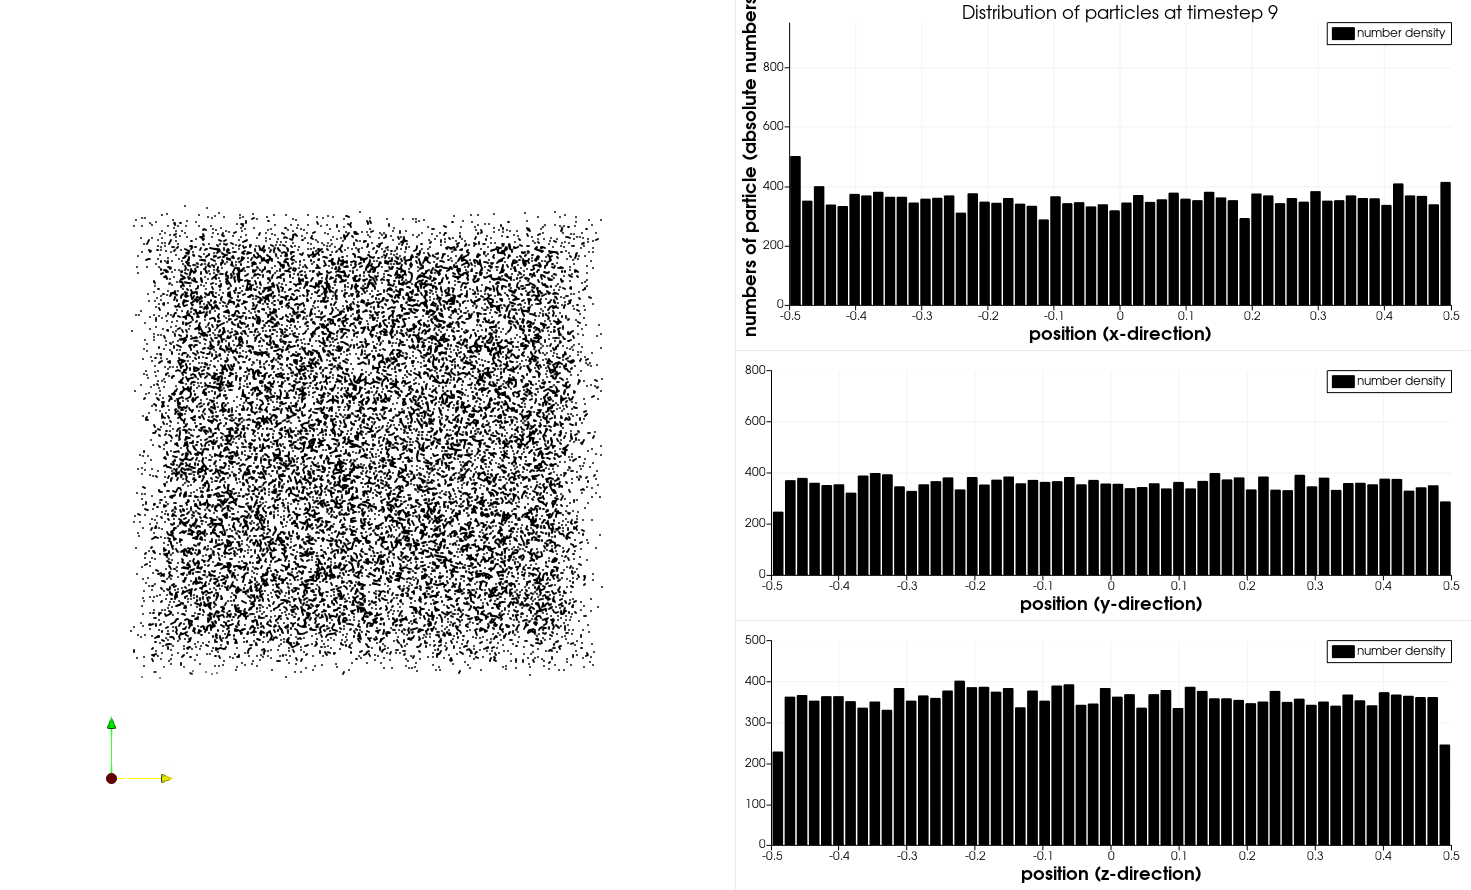 Distribution of particles at timestep 9
number density
numbers of particle (absolute numbers
800
600
400
200
0
-0.5 -0.4 -0.3 -0.2 -0.1 0 0.1 0.2 0.3 0.4 0.5
position (x-direction)
number density
800
600
400
200
0
-0.5 -0.4 -0.3 -0.2 -0.1 0 0.1 0.2 0.3 0.4 0.5
position (y-direction)
number density
500
400
300
200
100
0
-0.5 -0.4 -0.3 -0.2 -0.1 0 0.1 0.2 0.3 0.4 0.5
position (z-direction)